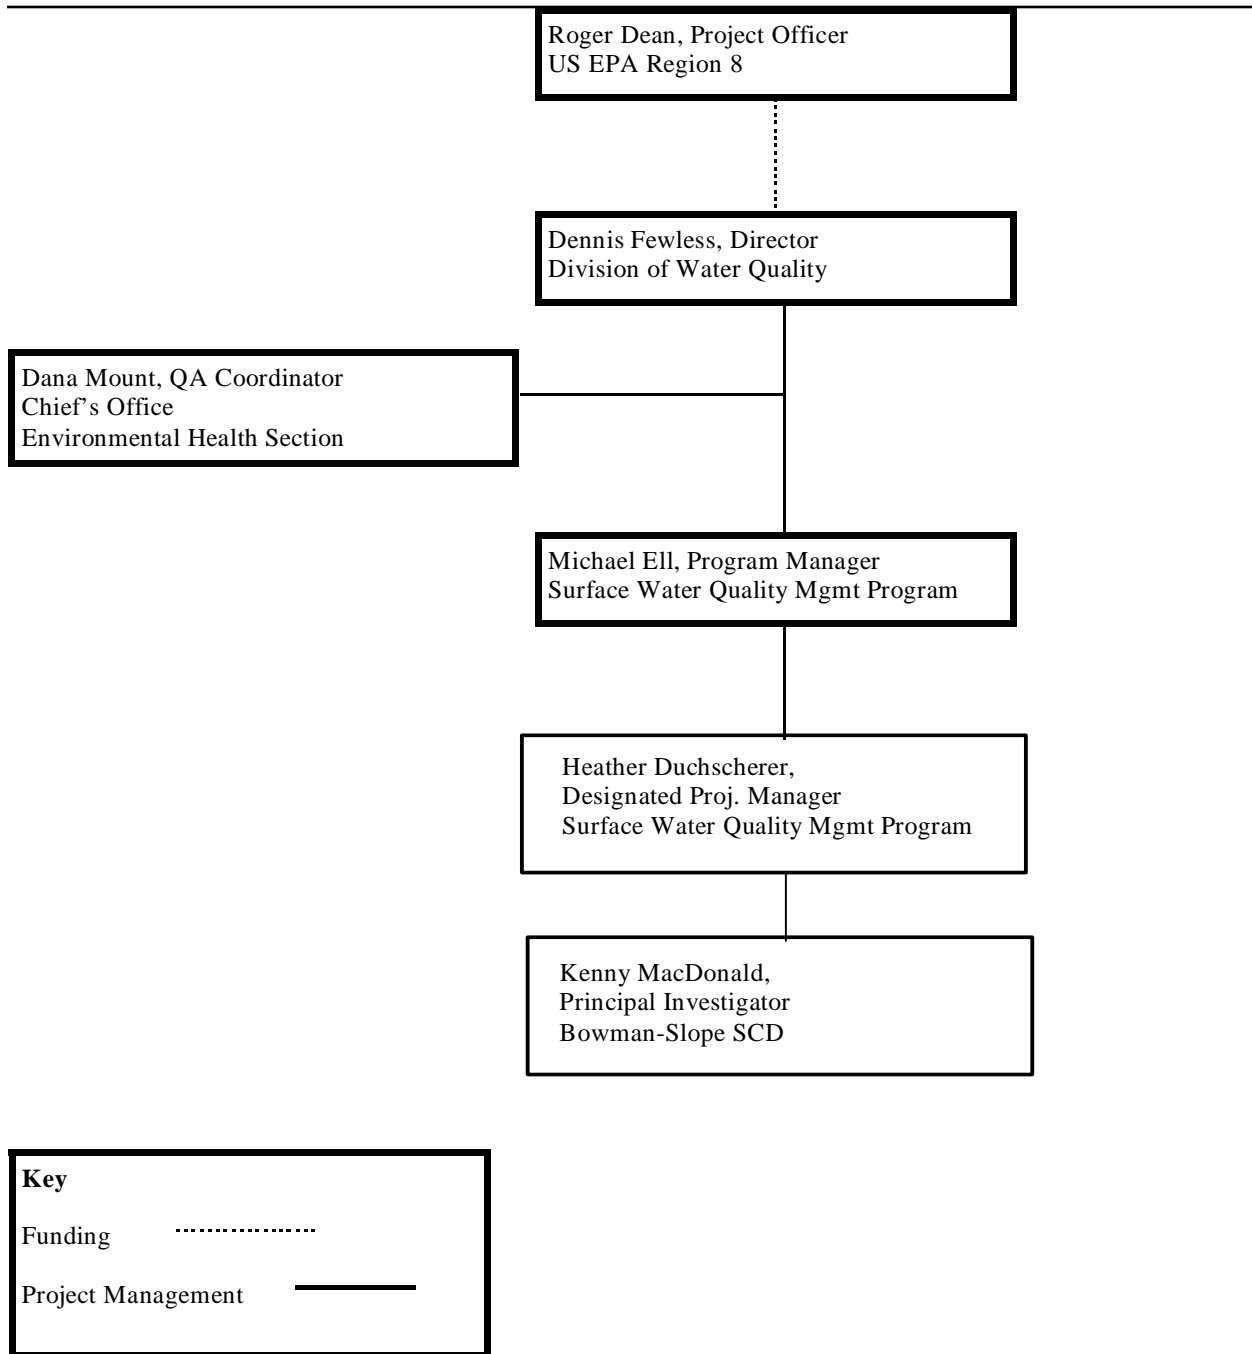 Roger Dean, Project Officer
US EPA Region 8
Dennis Fewless, Director
Division of Water Quality
Dana Mount, QA Coordinator
Chief’s Office
Environmental Health Section
Michael Ell, Program Manager
Surface Water Quality Mgmt Program
Heather Duchscherer,
Designated Proj. Manager
Surface Water Quality Mgmt Program
Kenny MacDonald,
Principal Investigator
Bowman-Slope SCD
Key
Funding
Project Management